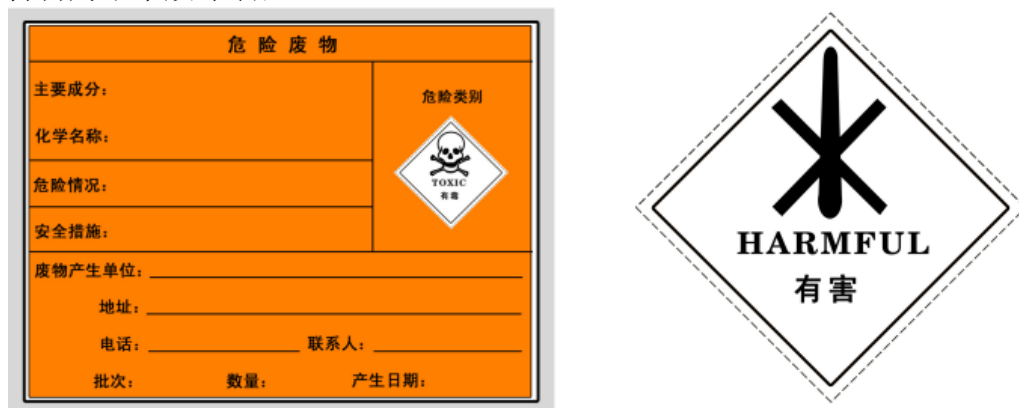 危险废物
主要成分：
化学名称：
危险情况：
安全措施：
危险类别
TOXIC
有毒
废物产生单位：
地址：
电话： 联系人：
批次： 数量： 产生日期：
HARMFUL
有害